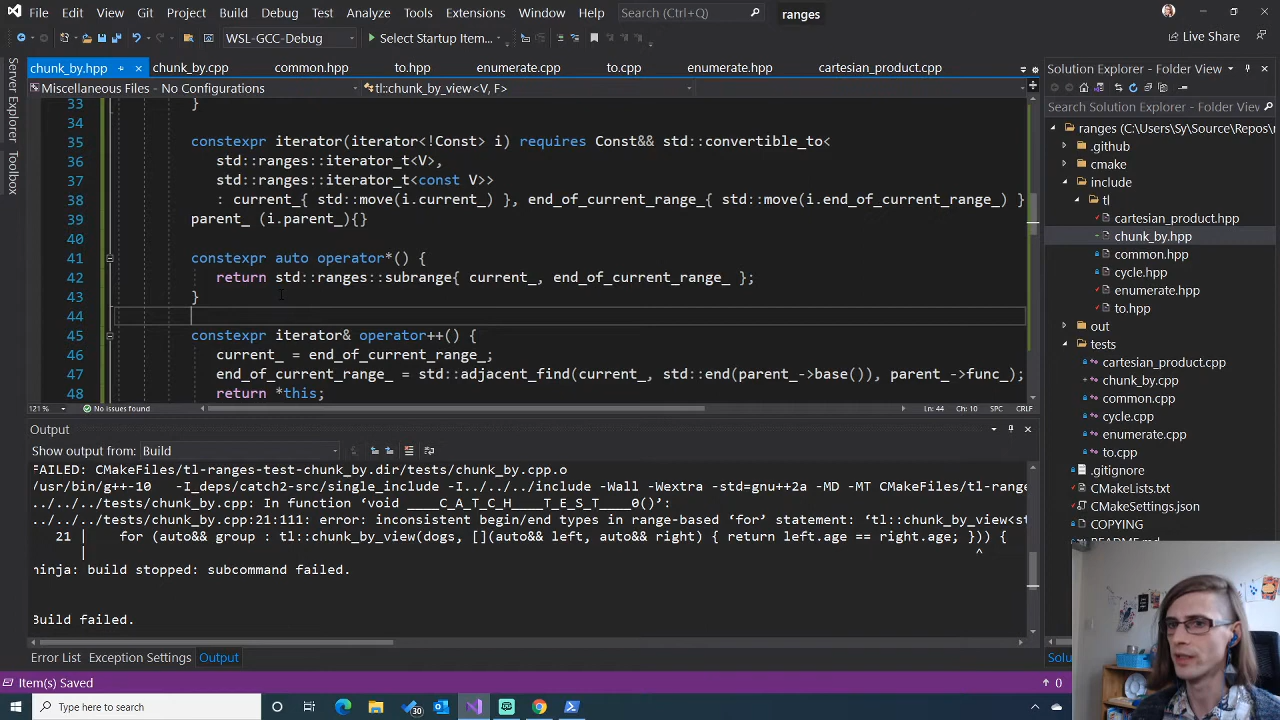 File Edit View Git Project Build Debug Test Analyze Tools Extensions Window Help Search (Ctrl+Q) ranges
WSL-GCC-Debug Select Startup Item... Live Share
chunk_by.hpp chunk_by.cpp common.hpp to.hpp enumerate.cpp to.cpp enumerate.hpp cartesian_product.cpp
Miscellaneous Files - No Configurations tl::chunk_by_view<V, F>
Server Explorer
Toolbox
33 }
34
35 constexpr iterator(iterator<!Const> i) requires Const&& std::convertible_to<
36 std::ranges::iterator_t<V>,
37 std::ranges::iterator_t<const V>>
38 : current_{ std::move(i.current_) }, end_of_current_range_{ std::move(i.end_of_current_range_) }
39 parent_ (i.parent_){}
40
41 constexpr auto operator*() {
42 return std::ranges::subrange{ current_, end_of_current_range_ };
43 }
44
45 constexpr iterator& operator++() {
46 current_ = end_of_current_range_;
47 end_of_current_range_ = std::adjacent_find(current_, std::end(parent_->base()), parent_->func_);
48 return *this;
121 % No issues found Ln: 44 Ch: 10 SPC CRLF
Output
Show output from: Build
FAILED: CMakeFiles/tl-ranges-test-chunk_by.dir/tests/chunk_by.cpp.o
/usr/bin/g++-10 -I_deps/catch2-src/single_include -I../../../include -Wall -Wextra -std=gnu++2a -MD -MT CMakeFiles/tl-range
../../../tests/chunk_by.cpp: In function ‘void ____C_A_T_C_H____T_E_S_T____0()’:
../../../tests/chunk_by.cpp:21:111: error: inconsistent begin/end types in range-based ‘for’ statement: ‘tl::chunk_by_view<st
21 | for (auto&& group : tl::chunk_by_view(dogs, [](auto&& left, auto&& right) { return left.age == right.age; })) {
| ^
ninja: build stopped: subcommand failed.
Build failed.
Error List Exception Settings Output
Solution Explorer - Folder View
Search Solution Explorer - Folder View
ranges (C:\Users\Sy\Source\Repos\r
.github
cmake
include
tl
cartesian_product.hpp
chunk_by.hpp
common.hpp
cycle.hpp
enumerate.hpp
to.hpp
out
tests
cartesian_product.cpp
chunk_by.cpp
common.cpp
cycle.cpp
enumerate.cpp
to.cpp
.gitignore
CMakeLists.txt
CMakeSettings.json
COPYING
README.md
Solu
Item(s) Saved 0
Type here to search 30